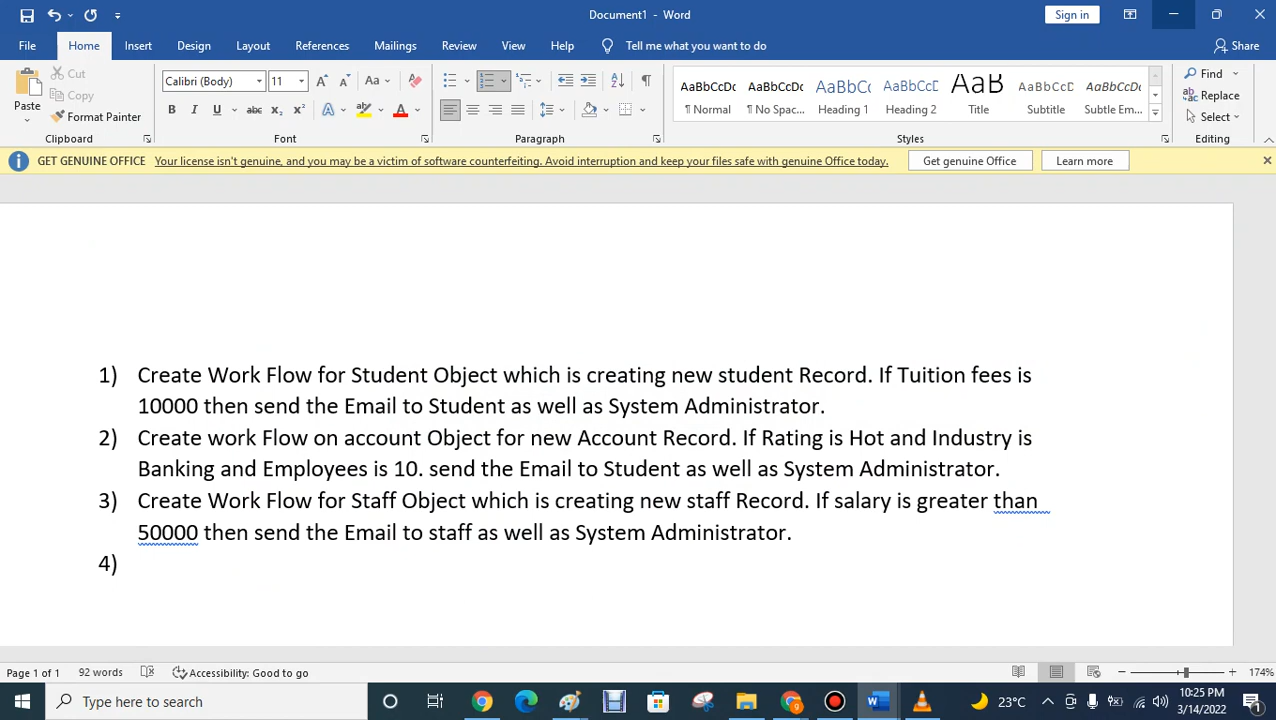 Document1 - Word
Sign in
File Home Insert Design Layout References Mailings Review View Help Tell me what you want to do Share
Paste
Cut
Copy
Format Painter
Clipboard
Calibri (Body) 11
Font
Paragraph
AaBbCcDc AaBbCcDc AaBbC AaBbCcD AaB AaBbCcD AaBbCcDc
¶ Normal ¶ No Spac... Heading 1 Heading 2 Title Subtitle Subtle Em...
Styles
Find
Replace
Select
Editing
GET GENUINE OFFICE Your license isn't genuine, and you may be a victim of software counterfeiting. Avoid interruption and keep your files safe with genuine Office today. Get genuine Office Learn more
1) Create Work Flow for Student Object which is creating new student Record. If Tuition fees is
10000 then send the Email to Student as well as System Administrator.
2) Create work Flow on account Object for new Account Record. If Rating is Hot and Industry is
Banking and Employees is 10. send the Email to Student as well as System Administrator.
3) Create Work Flow for Staff Object which is creating new staff Record. If salary is greater than
50000 then send the Email to staff as well as System Administrator.
4)
Page 1 of 1 92 words Accessibility: Good to go 174%
Type here to search 23°C 10:25 PM
3/14/2022